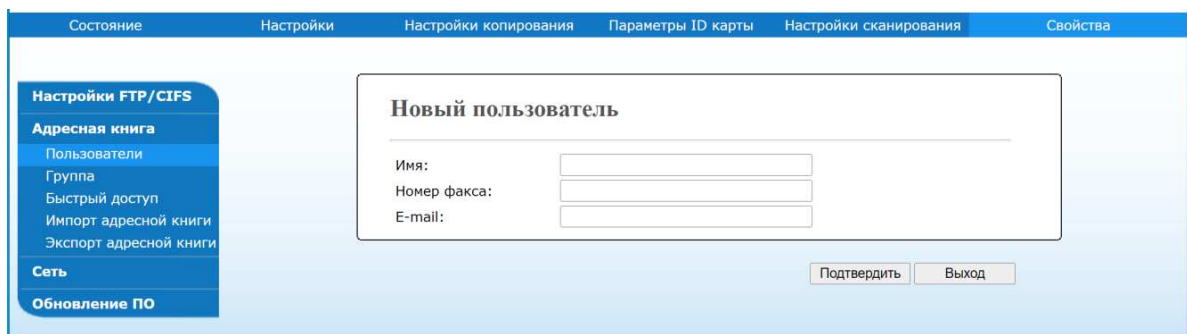 Состояние Настройки Настройки копирования Параметры ID карты Настройки сканирования Свойства
Настройки FTP/CIFS
Адресная книга
Пользователи
Группа
Быстрый доступ
Импорт адресной книги
Экспорт адресной книги
Сеть
Обновление ПО
Новый пользователь
Имя:
Номер факса:
E-mail:
Подтвердить Выход